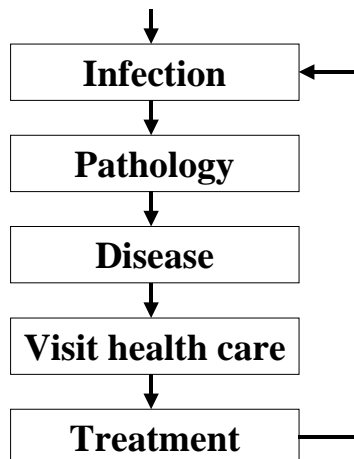 Infection
Pathology
Disease
Visit health care
Treatment